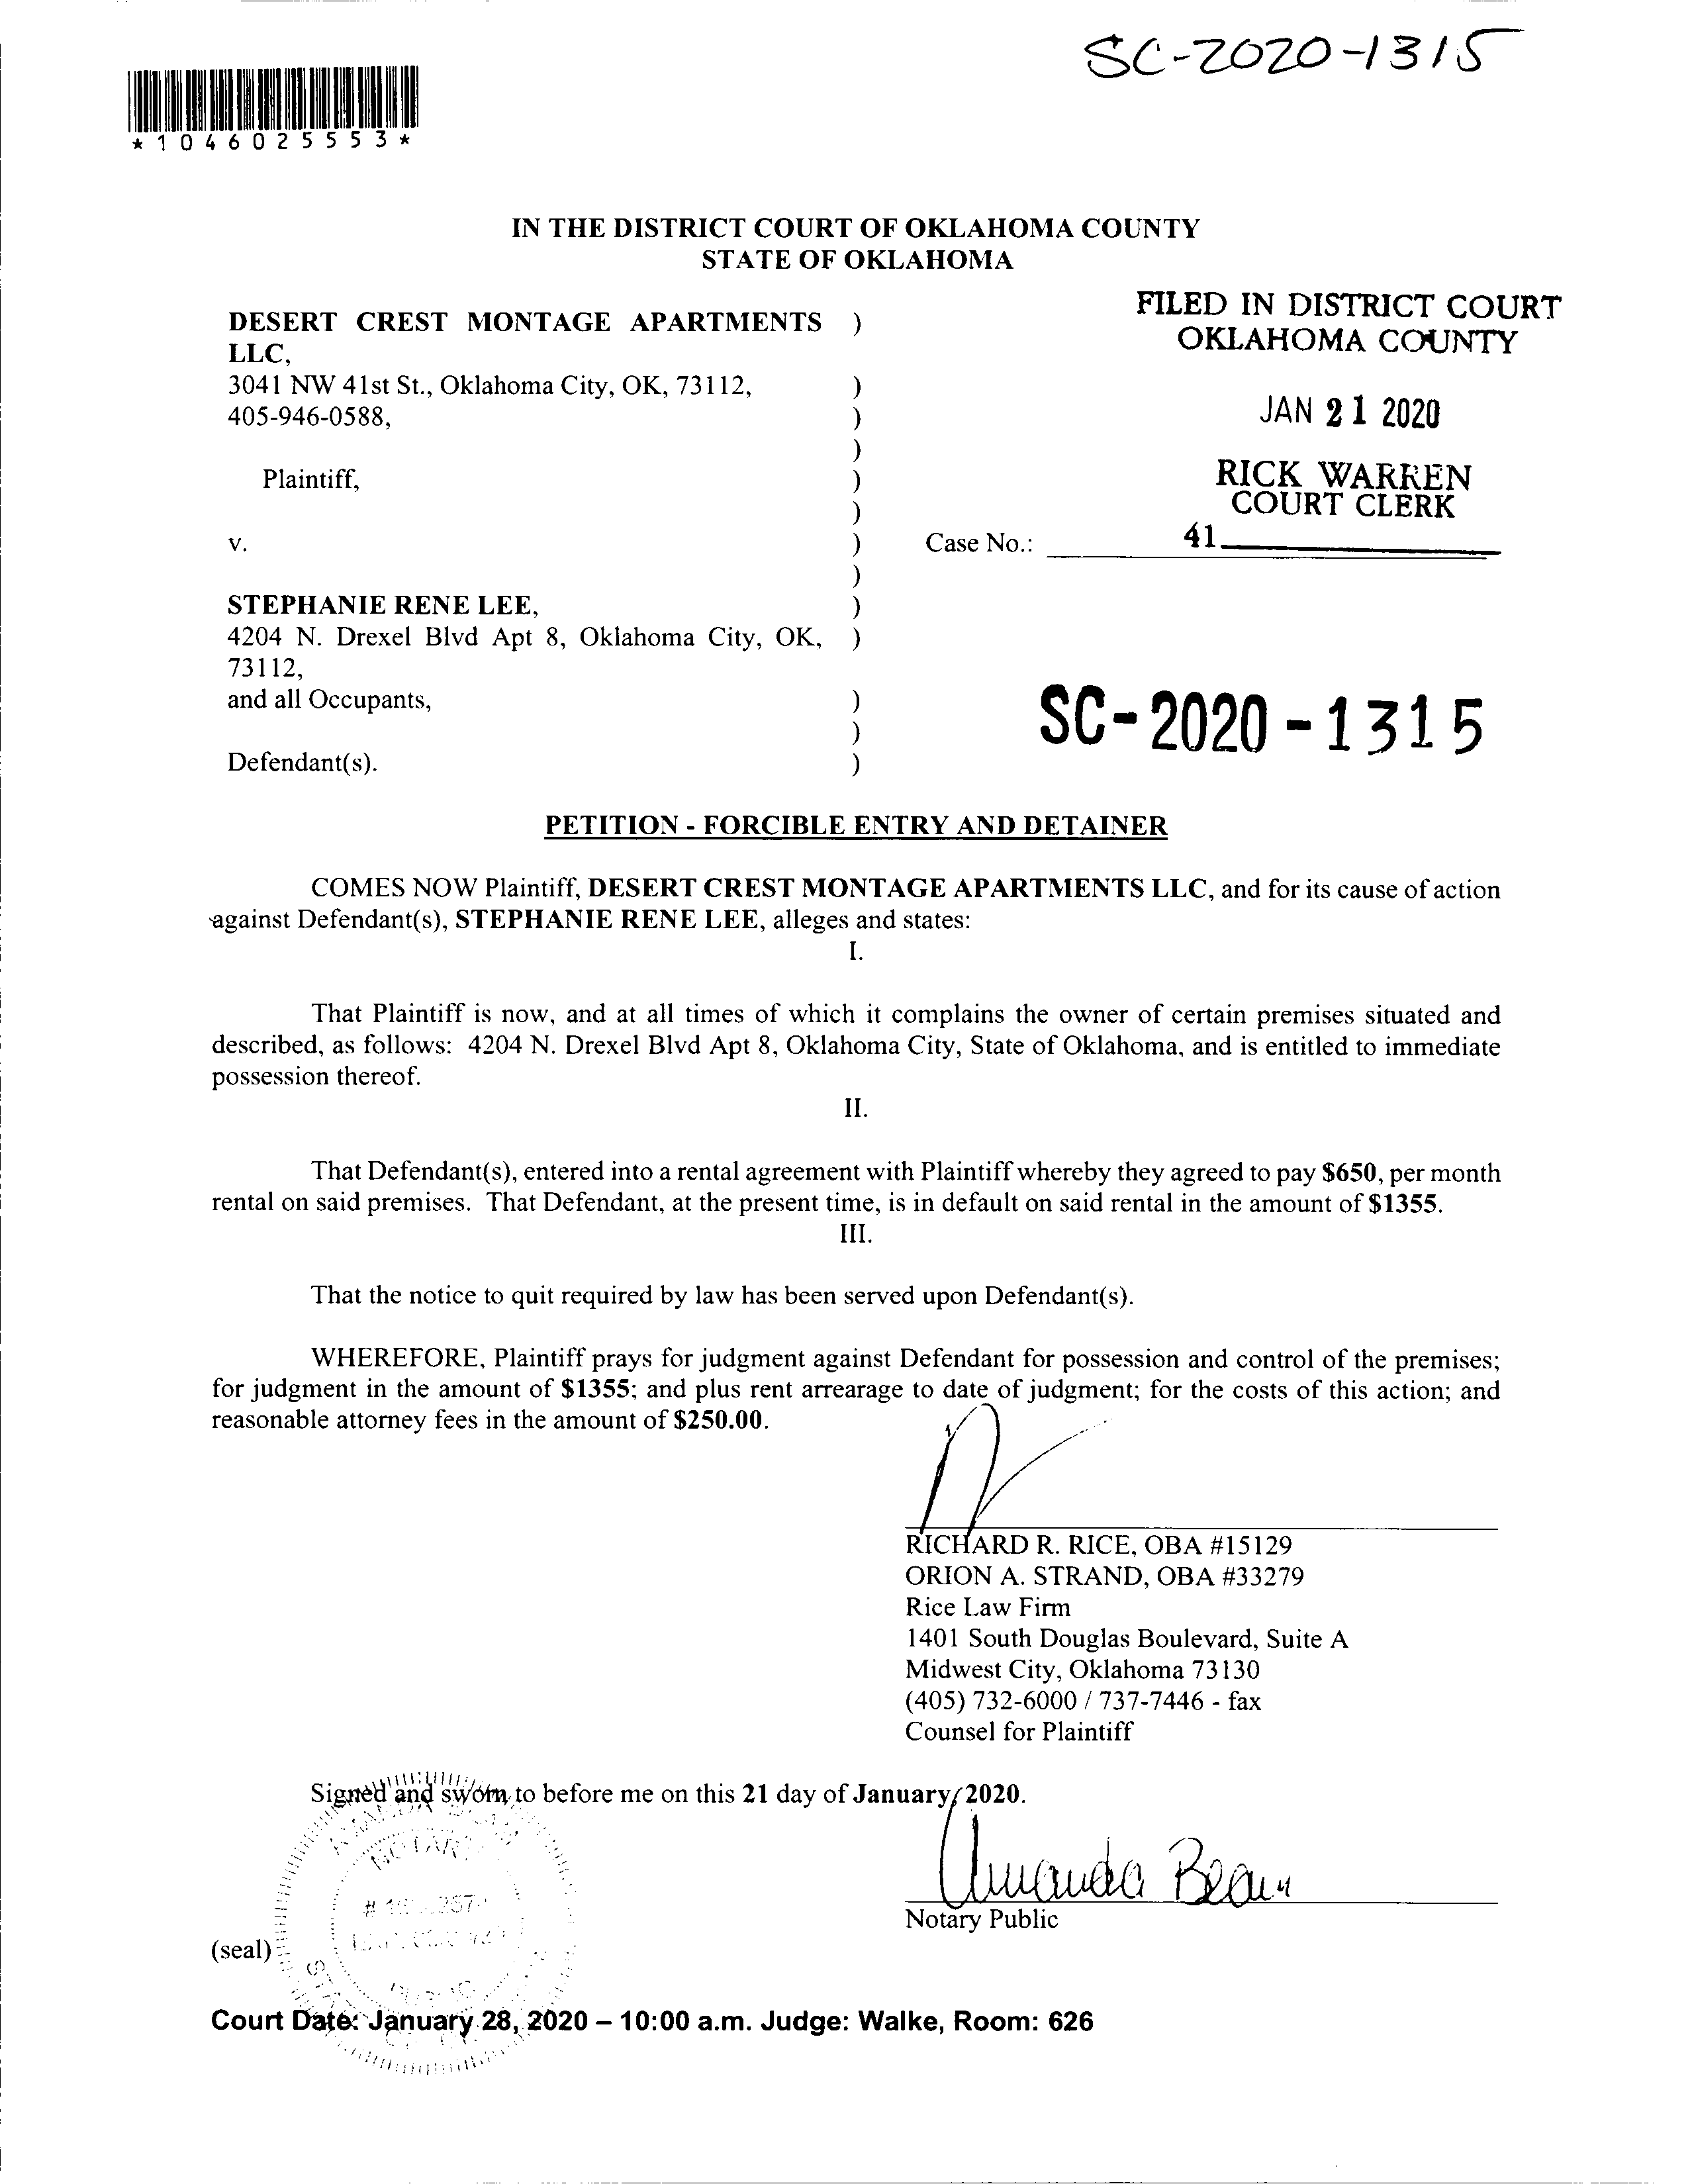 SC-2020-1315
*1046025553*
IN THE DISTRICT COURT OF OKLAHOMA COUNTY
STATE OF OKLAHOMA
DESERT CREST MONTAGE APARTMENTS )
LLC,
3041 NW 41st St., Oklahoma City, OK, 73112, )
405-946-0588, )
)
Plaintiff, )
)
v. )
)
STEPHANIE RENE LEE, )
4204 N. Drexel Blvd Apt 8, Oklahoma City, OK, )
73112,
and all Occupants, )
)
Defendant(s). )
FILED IN DISTRICT COURT
OKLAHOMA COUNTY
JAN 21 2020
RICK WARREN
COURT CLERK
41
Case No.:
SC-2020-1315
PETITION - FORCIBLE ENTRY AND DETAINER
COMES NOW Plaintiff, DESERT CREST MONTAGE APARTMENTS LLC, and for its cause of action
against Defendant(s), STEPHANIE RENE LEE, alleges and states:
I.
That Plaintiff is now, and at all times of which it complains the owner of certain premises situated and
described, as follows: 4204 N. Drexel Blvd Apt 8, Oklahoma City, State of Oklahoma, and is entitled to immediate
possession thereof.
II.
That Defendant(s), entered into a rental agreement with Plaintiff whereby they agreed to pay $650, per month
rental on said premises. That Defendant, at the present time, is in default on said rental in the amount of $1355.
III.
That the notice to quit required by law has been served upon Defendant(s).
WHEREFORE, Plaintiff prays for judgment against Defendant for possession and control of the premises;
for judgment in the amount of $1355; and plus rent arrearage to date of judgment; for the costs of this action; and
reasonable attorney fees in the amount of $250.00.
RICHARD R. RICE, OBA #15129
ORION A. STRAND, OBA #33279
Rice Law Firm
1401 South Douglas Boulevard, Suite A
Midwest City, Oklahoma 73130
(405) 732-6000 / 737-7446 - fax
Counsel for Plaintiff
Signed and sworn to before me on this 21 day of January, 2020.
Amanda Bean
Notary Public
(seal)
Court Date: January 28, 2020 – 10:00 a.m. Judge: Walke, Room: 626